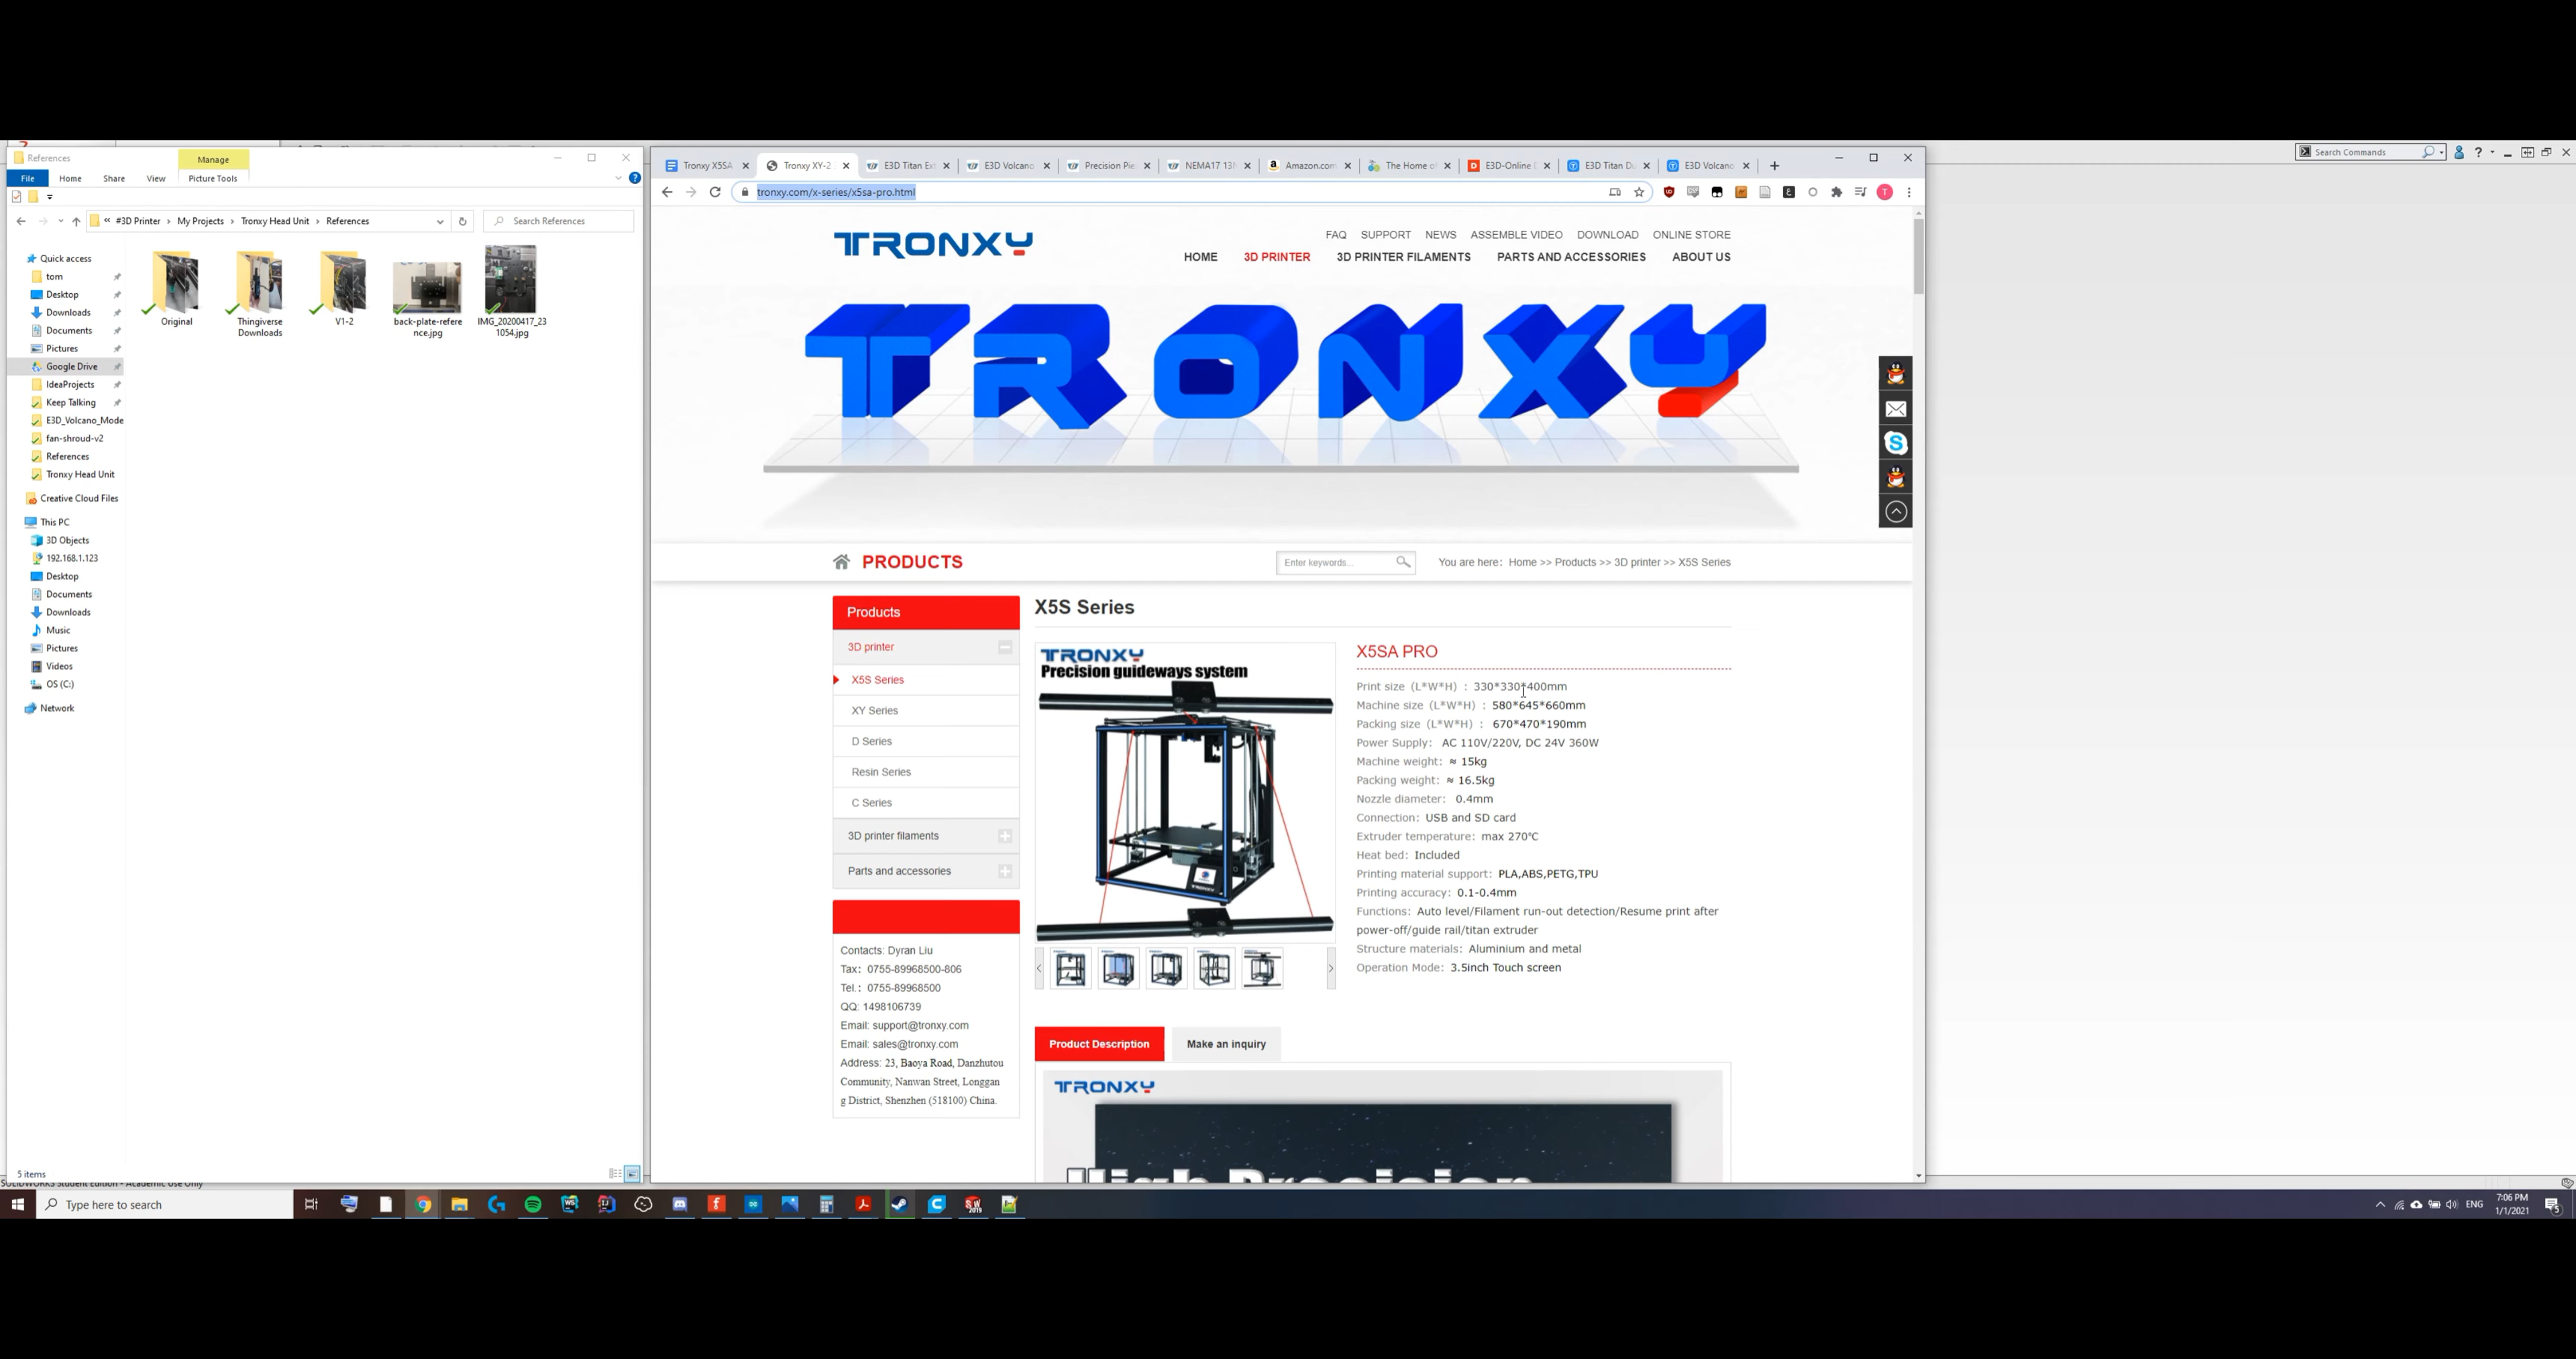 References
Manage
File
Home
Share
View
Picture Tools
#3D Printer
My Projects
Tronxy Head Unit
References
Search References
Quick access
tom
Desktop
Downloads
Documents
Pictures
Google Drive
IdeaProjects
Keep Talking
E3D_Volcano_Mode
fan-shroud-v2
References
Tronxy Head Unit
Creative Cloud Files
This PC
3D Objects
192.168.1.123
Desktop
Documents
Downloads
Music
Pictures
Videos
OS (C:)
Network
Original
Thingiverse
Downloads
V1-2
back-plate-refere
nce.jpg
IMG_20200417_23
1054.jpg
5 items
SOLIDWORKS Student Edition - Academic Use Only
Tronxy X5SA
Tronxy XY-2
E3D Titan Ex
E3D Volcano
Precision Pie
NEMA17 13
Amazon.com
The Home o
E3D-Online
E3D Titan Du
E3D Volcano
tronxy.com/x-series/x5sa-pro.html
TRONXY
FAQ SUPPORT NEWS ASSEMBLE VIDEO DOWNLOAD ONLINE STORE
HOME 3D PRINTER 3D PRINTER FILAMENTS PARTS AND ACCESSORIES ABOUT US
TRONXY
PRODUCTS
Enter keywords...
You are here: Home >> Products >> 3D printer >> X5S Series
Products
3D printer
X5S Series
XY Series
D Series
Resin Series
C Series
3D printer filaments
Parts and accessories
Contacts: Dyran Liu
Tax: 0755-89968500-806
Tel.: 0755-89968500
QQ: 1498106739
Email: support@tronxy.com
Email: sales@tronxy.com
Address: 23, Baoya Road, Danzhutou
Community, Nanwan Street, Longgan
g District, Shenzhen (518100) China.
X5S Series
TRONXY
Precision guideways system
X5SA PRO
Print size (L*W*H) : 330*330*400mm
Machine size (L*W*H) : 580*645*660mm
Packing size (L*W*H) : 670*470*190mm
Power Supply: AC 110V/220V, DC 24V 360W
Machine weight: ≈ 15kg
Packing weight: ≈ 16.5kg
Nozzle diameter: 0.4mm
Connection: USB and SD card
Extruder temperature: max 270℃
Heat bed: Included
Printing material support: PLA,ABS,PETG,TPU
Printing accuracy: 0.1-0.4mm
Functions: Auto level/Filament run-out detection/Resume print after
power-off/guide rail/titan extruder
Structure materials: Aluminium and metal
Operation Mode: 3.5inch Touch screen
Product Description
Make an inquiry
TRONXY
High Precision
Search Commands
Type here to search
ENG
7:06 PM
1/1/2021